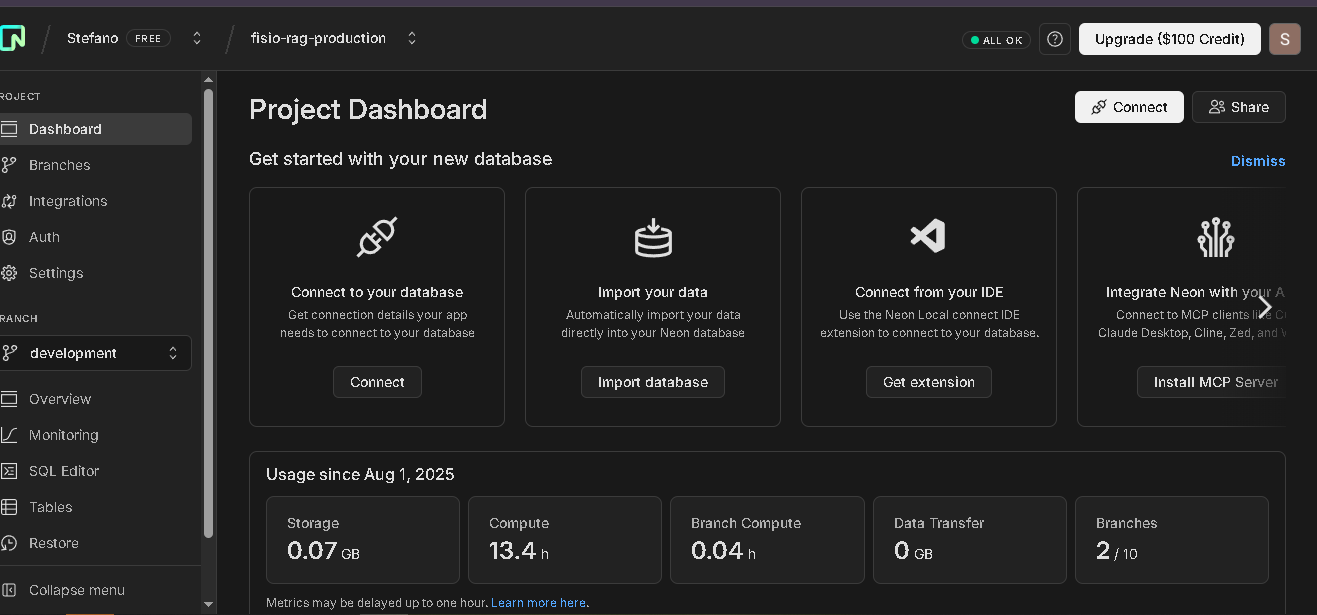 Stefano FREE fisio-rag-production ALL OK Upgrade ($100 Credit) S
ROJECT
Dashboard
Branches
Integrations
Auth
Settings
RANCH
development
Overview
Monitoring
SQL Editor
Tables
Restore
Collapse menu
Project Dashboard
Connect
Share
Get started with your new database
Dismiss
Connect to your database
Get connection details your app
needs to connect to your database
Connect
Import your data
Automatically import your data
directly into your Neon database
Import database
Connect from your IDE
Use the Neon Local connect IDE
extension to connect to your database.
Get extension
Integrate Neon with your A
Connect to MCP clients like C
Claude Desktop, Cline, Zed, and W
Install MCP Server
Usage since Aug 1, 2025
Storage
0.07 GB
Compute
13.4 h
Branch Compute
0.04 h
Data Transfer
0 GB
Branches
2 / 10
Metrics may be delayed up to one hour. Learn more here.